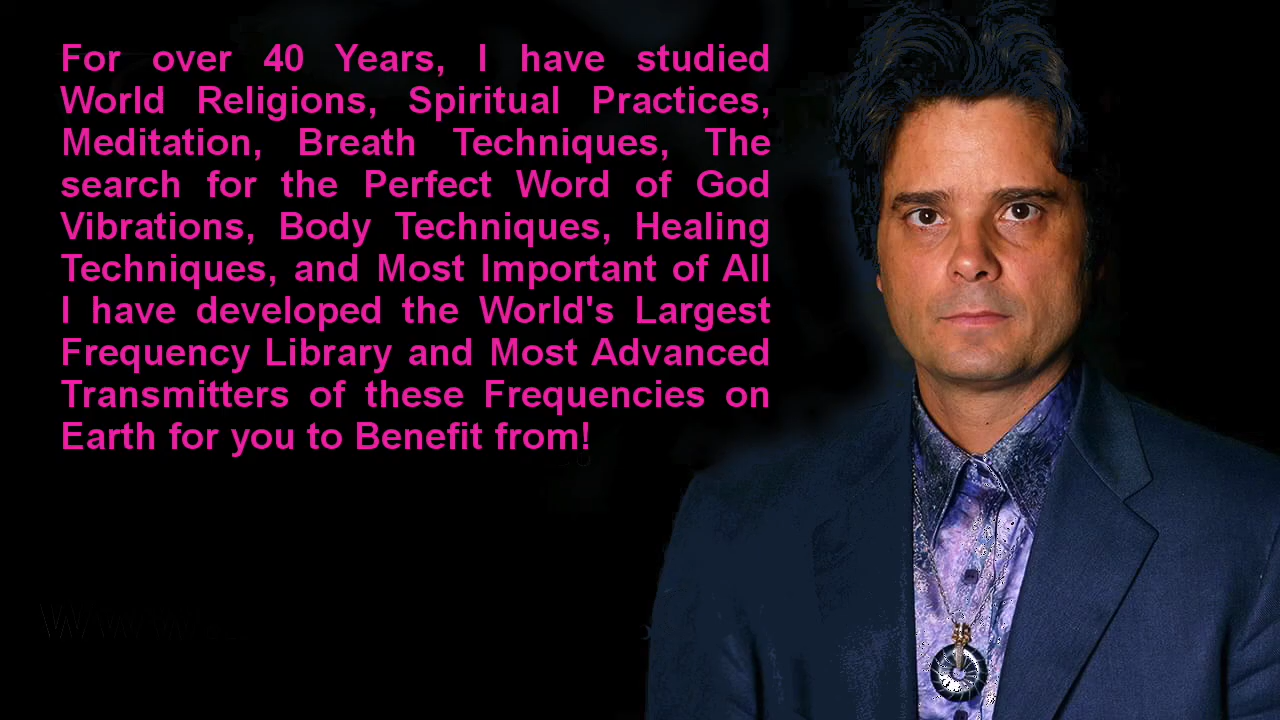 For over 40 Years, I have studied
World Religions, Spiritual Practices,
Meditation, Breath Techniques, The
search for the Perfect Word of God
Vibrations, Body Techniques, Healing
Techniques, and Most Important of All
I have developed the World's Largest
Frequency Library and Most Advanced
Transmitters of these Frequencies on
Earth for you to Benefit from!